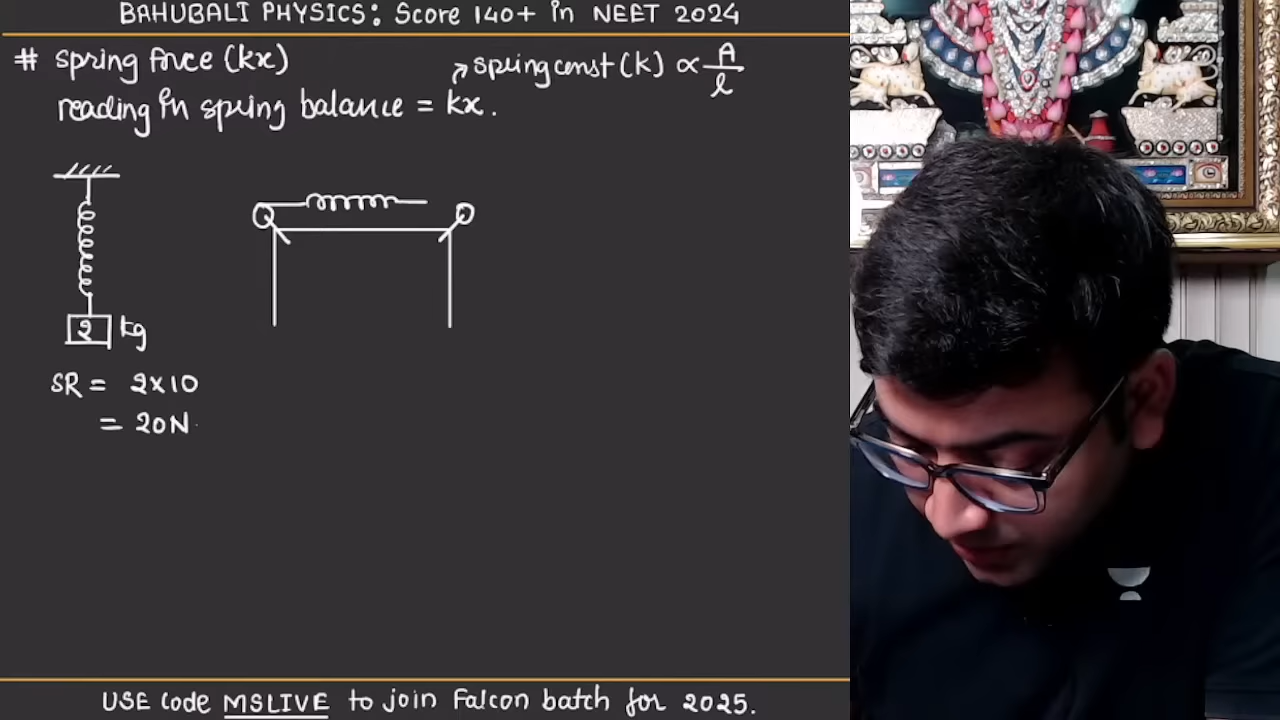 BAHUBALI PHYSICS: Score 140+ in NEET 2024
# spring force (kx)
→ spring const (k) ∝ A/l
reading in spring balance = kx.
2 kg
SR = 2×10
= 20N
USE Code MSLIVE to join Falcon batch for 2025.